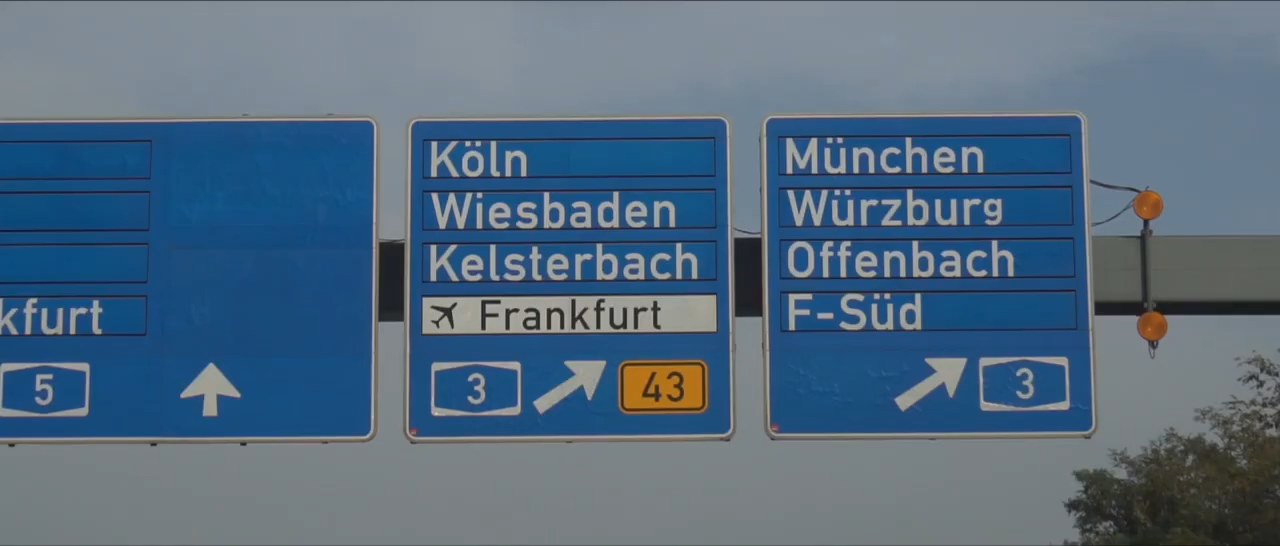 kfurt
5
Köln
Wiesbaden
Kelsterbach
Frankfurt
3 43
München
Würzburg
Offenbach
F-Süd
3